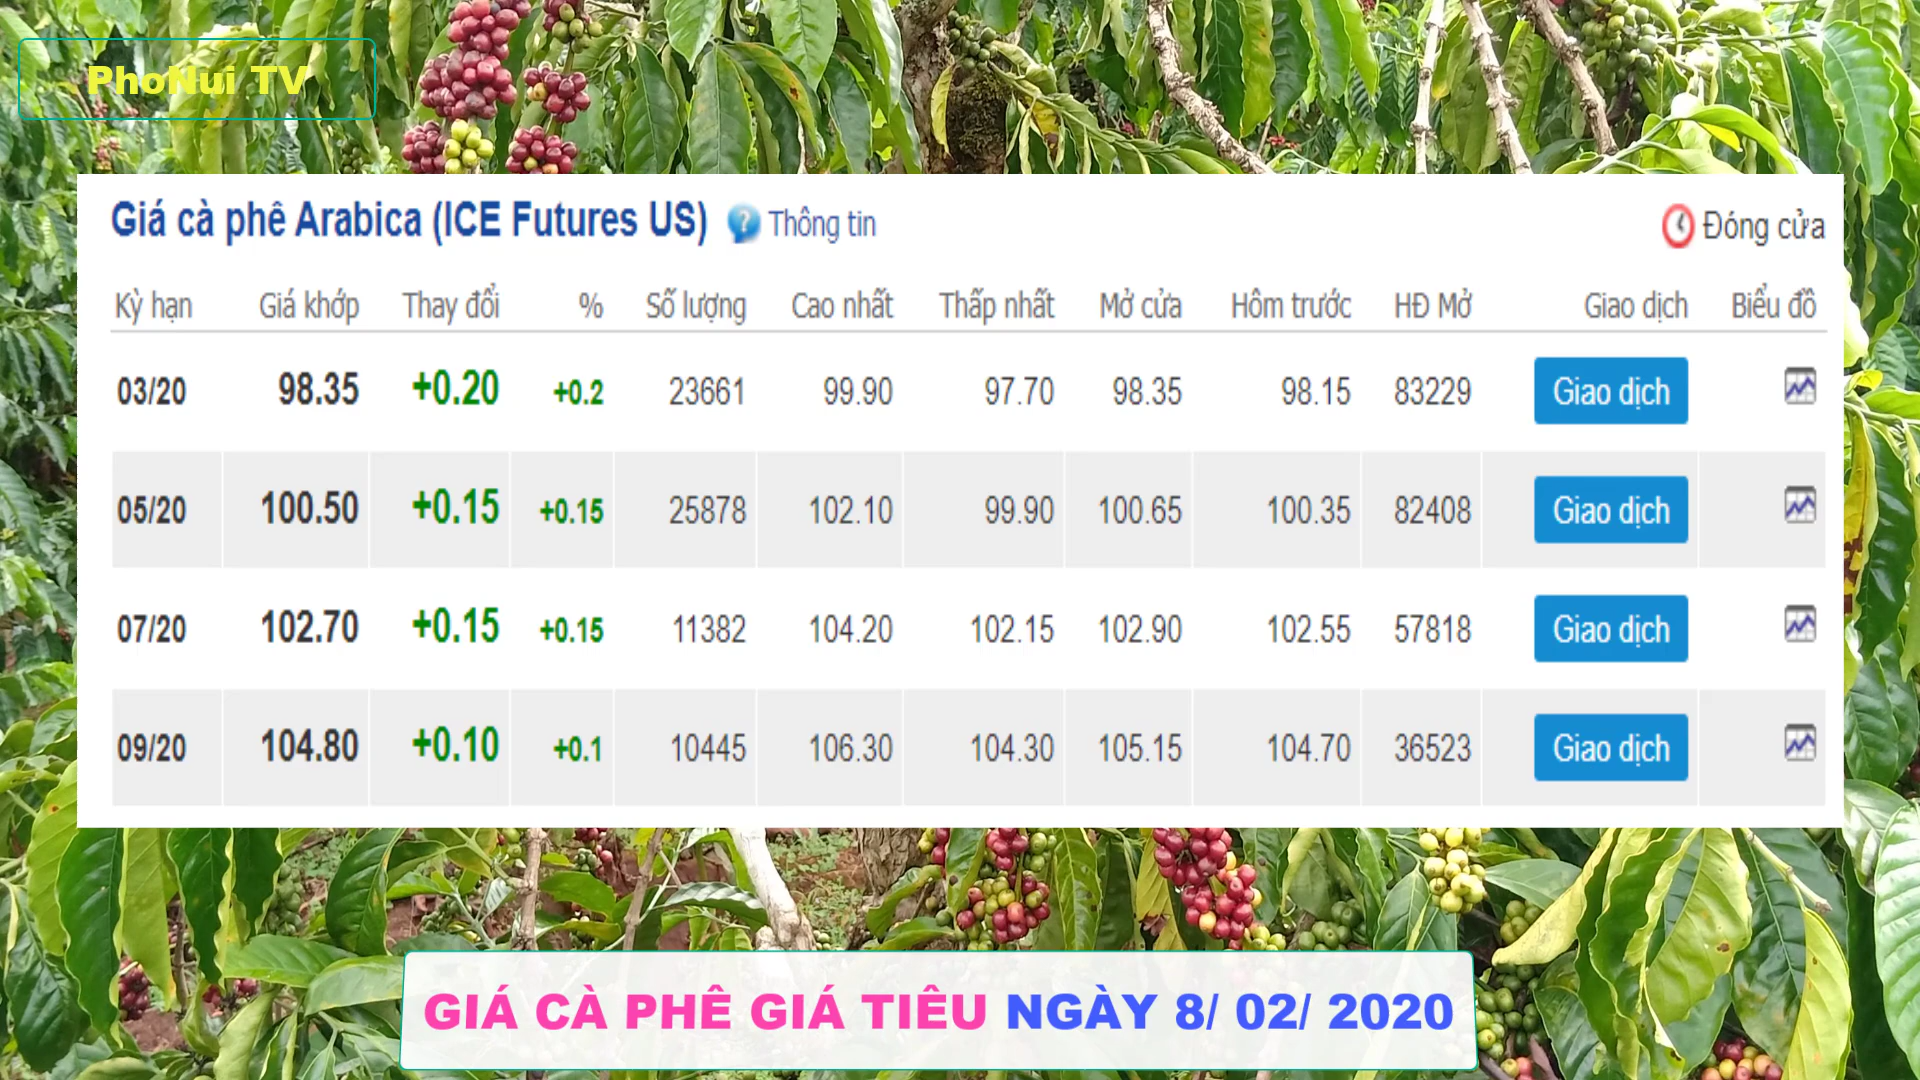 PhoNui TV
Giá cà phê Arabica (ICE Futures US) Thông tin Đóng cửa
Kỳ hạn Giá khớp Thay đổi % Số lượng Cao nhất Thấp nhất Mở cửa Hôm trước HĐ Mở Giao dịch Biểu đồ
03/20 98.35 +0.20 +0.2 23661 99.90 97.70 98.35 98.15 83229 Giao dịch
05/20 100.50 +0.15 +0.15 25878 102.10 99.90 100.65 100.35 82408 Giao dịch
07/20 102.70 +0.15 +0.15 11382 104.20 102.15 102.90 102.55 57818 Giao dịch
09/20 104.80 +0.10 +0.1 10445 106.30 104.30 105.15 104.70 36523 Giao dịch
GIÁ CÀ PHÊ GIÁ TIÊU NGÀY 8/ 02/ 2020